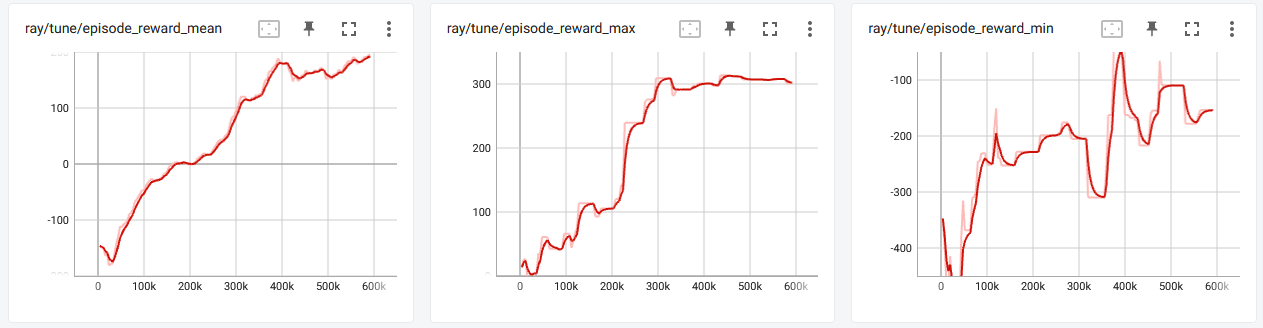 ray/tune/episode_reward_mean
100
0
-100
0 100k 200k 300k 400k 500k 600k
ray/tune/episode_reward_max
300
200
100
0 100k 200k 300k 400k 500k 600k
ray/tune/episode_reward_min
-100
-200
-300
-400
0 100k 200k 300k 400k 500k 600k